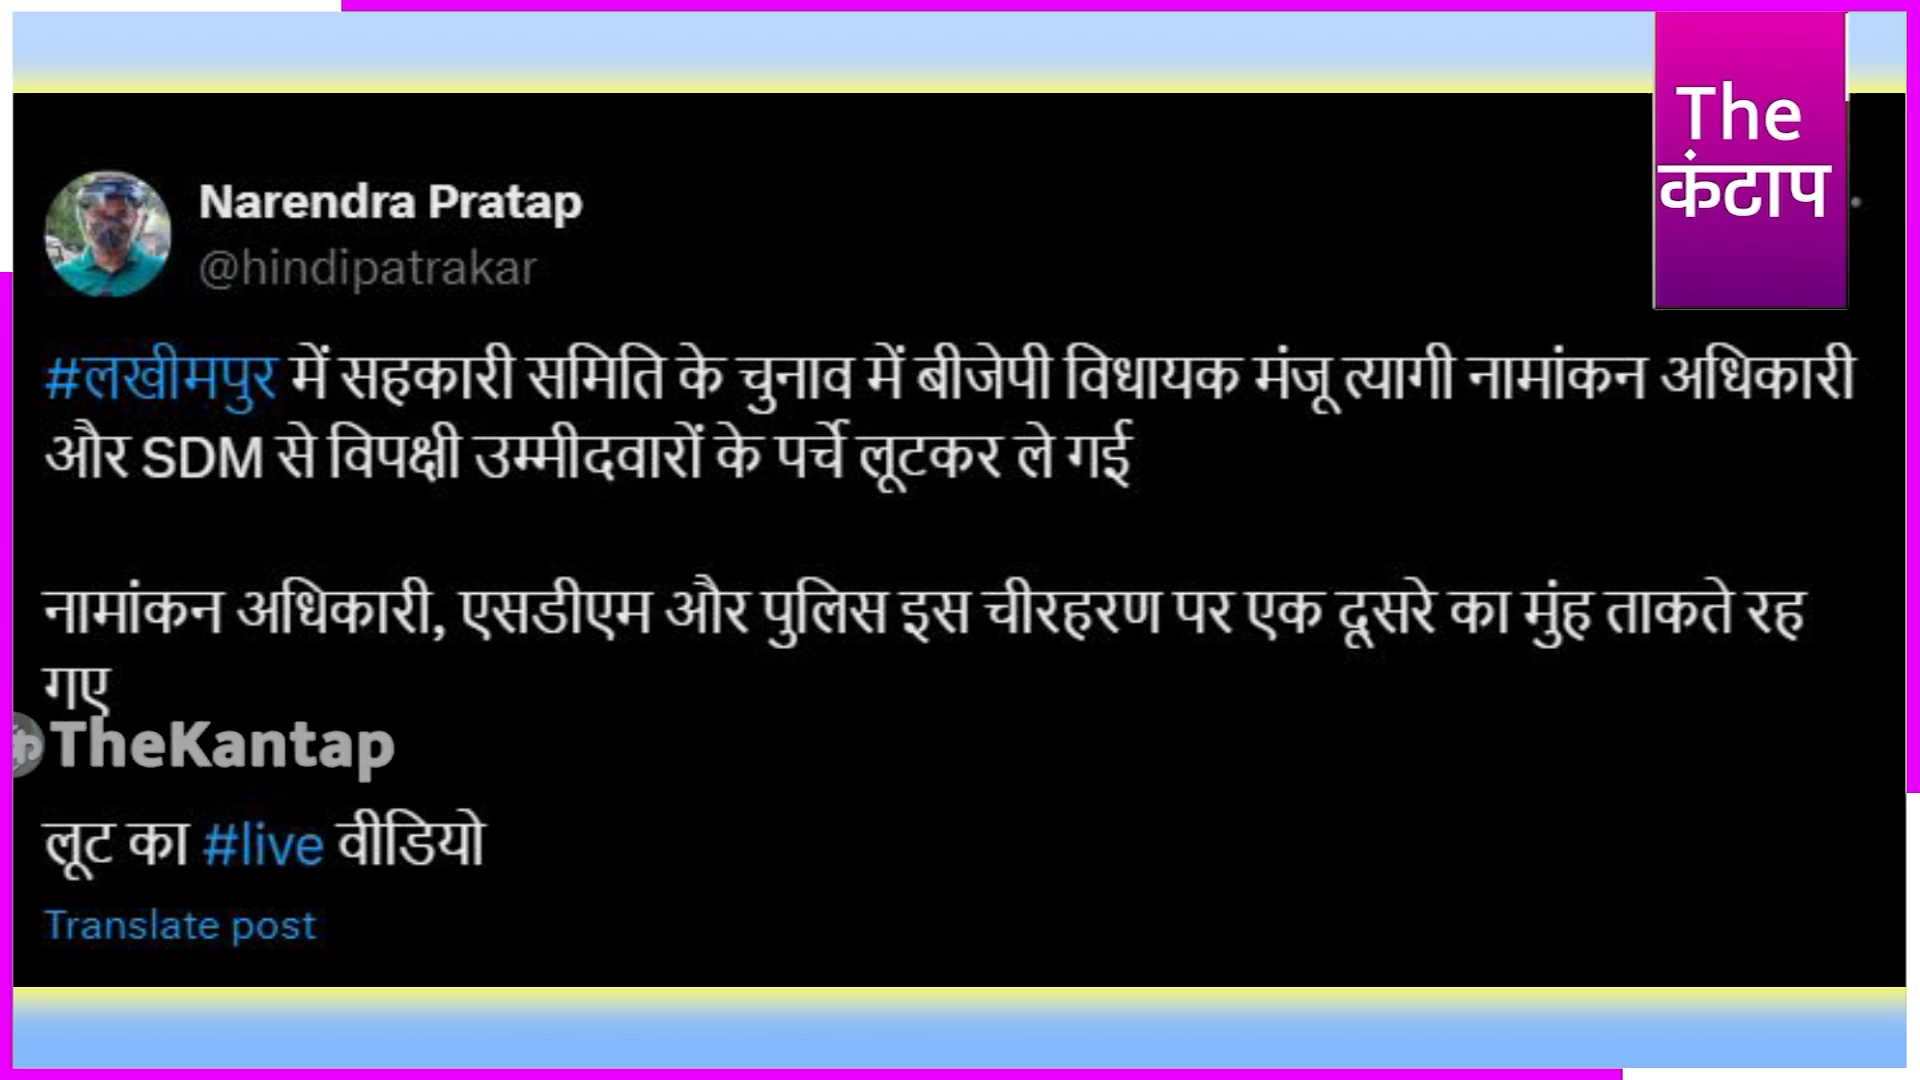 The
कंटाप
Narendra Pratap
@hindipatrakar
#लखीमपुर में सहकारी समिति के चुनाव में बीजेपी विधायक मंजू त्यागी नामांकन अधिकारी
और SDM से विपक्षी उम्मीदवारों के पर्चे लूटकर ले गई
नामांकन अधिकारी, एसडीएम और पुलिस इस चीरहरण पर एक दूसरे का मुंह ताकते रह
गए
TheKantap
लूट का #live वीडियो
Translate post